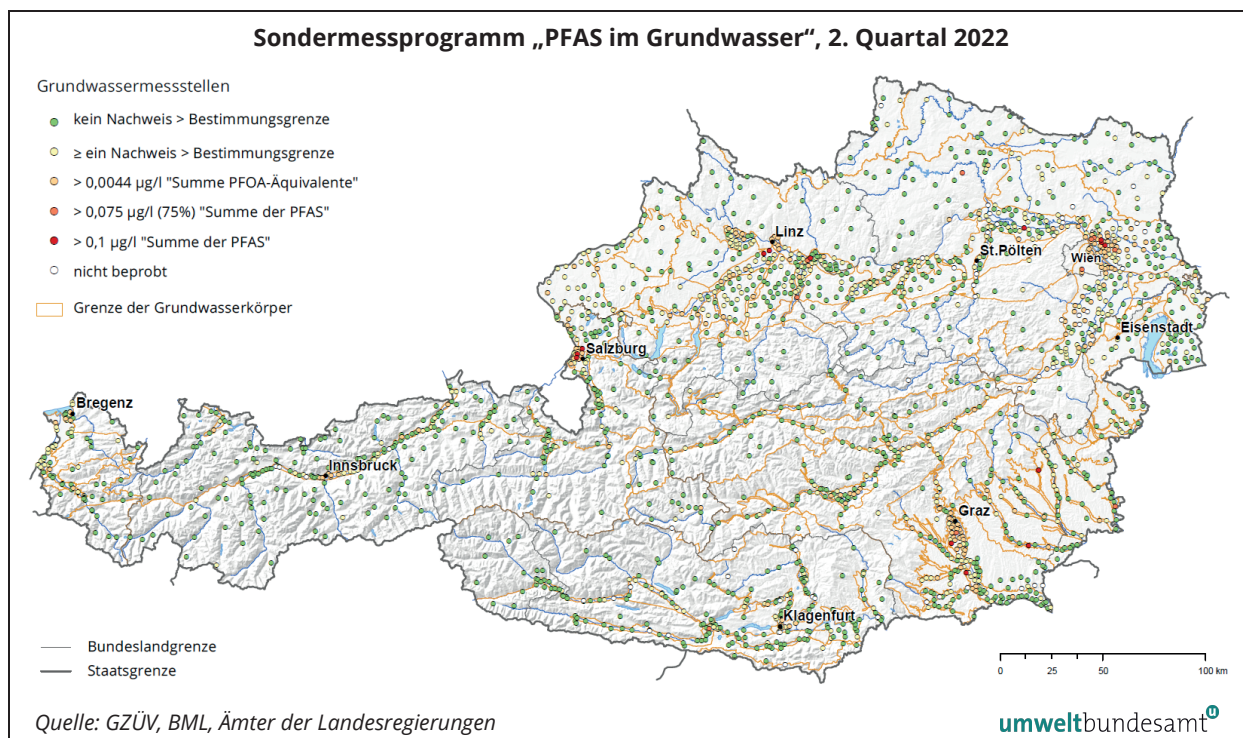 Sondermessprogramm „PFAS im Grundwasser“, 2. Quartal 2022
Grundwassermessstellen
kein Nachweis > Bestimmungsgrenze
≥ ein Nachweis > Bestimmungsgrenze
> 0,0044 µg/l "Summe PFOA-Äquivalente"
> 0,075 µg/l (75%) "Summe der PFAS"
> 0,1 µg/l "Summe der PFAS"
nicht beprobt
Grenze der Grundwasserkörper
Linz
St.Pölten
Wien
Eisenstadt
Salzburg
Bregenz
Innsbruck
Graz
Klagenfurt
Bundeslandgrenze
Staatsgrenze
0 25 50 100 km
Quelle: GZÜV, BML, Ämter der Landesregierungen
umweltbundesamt u